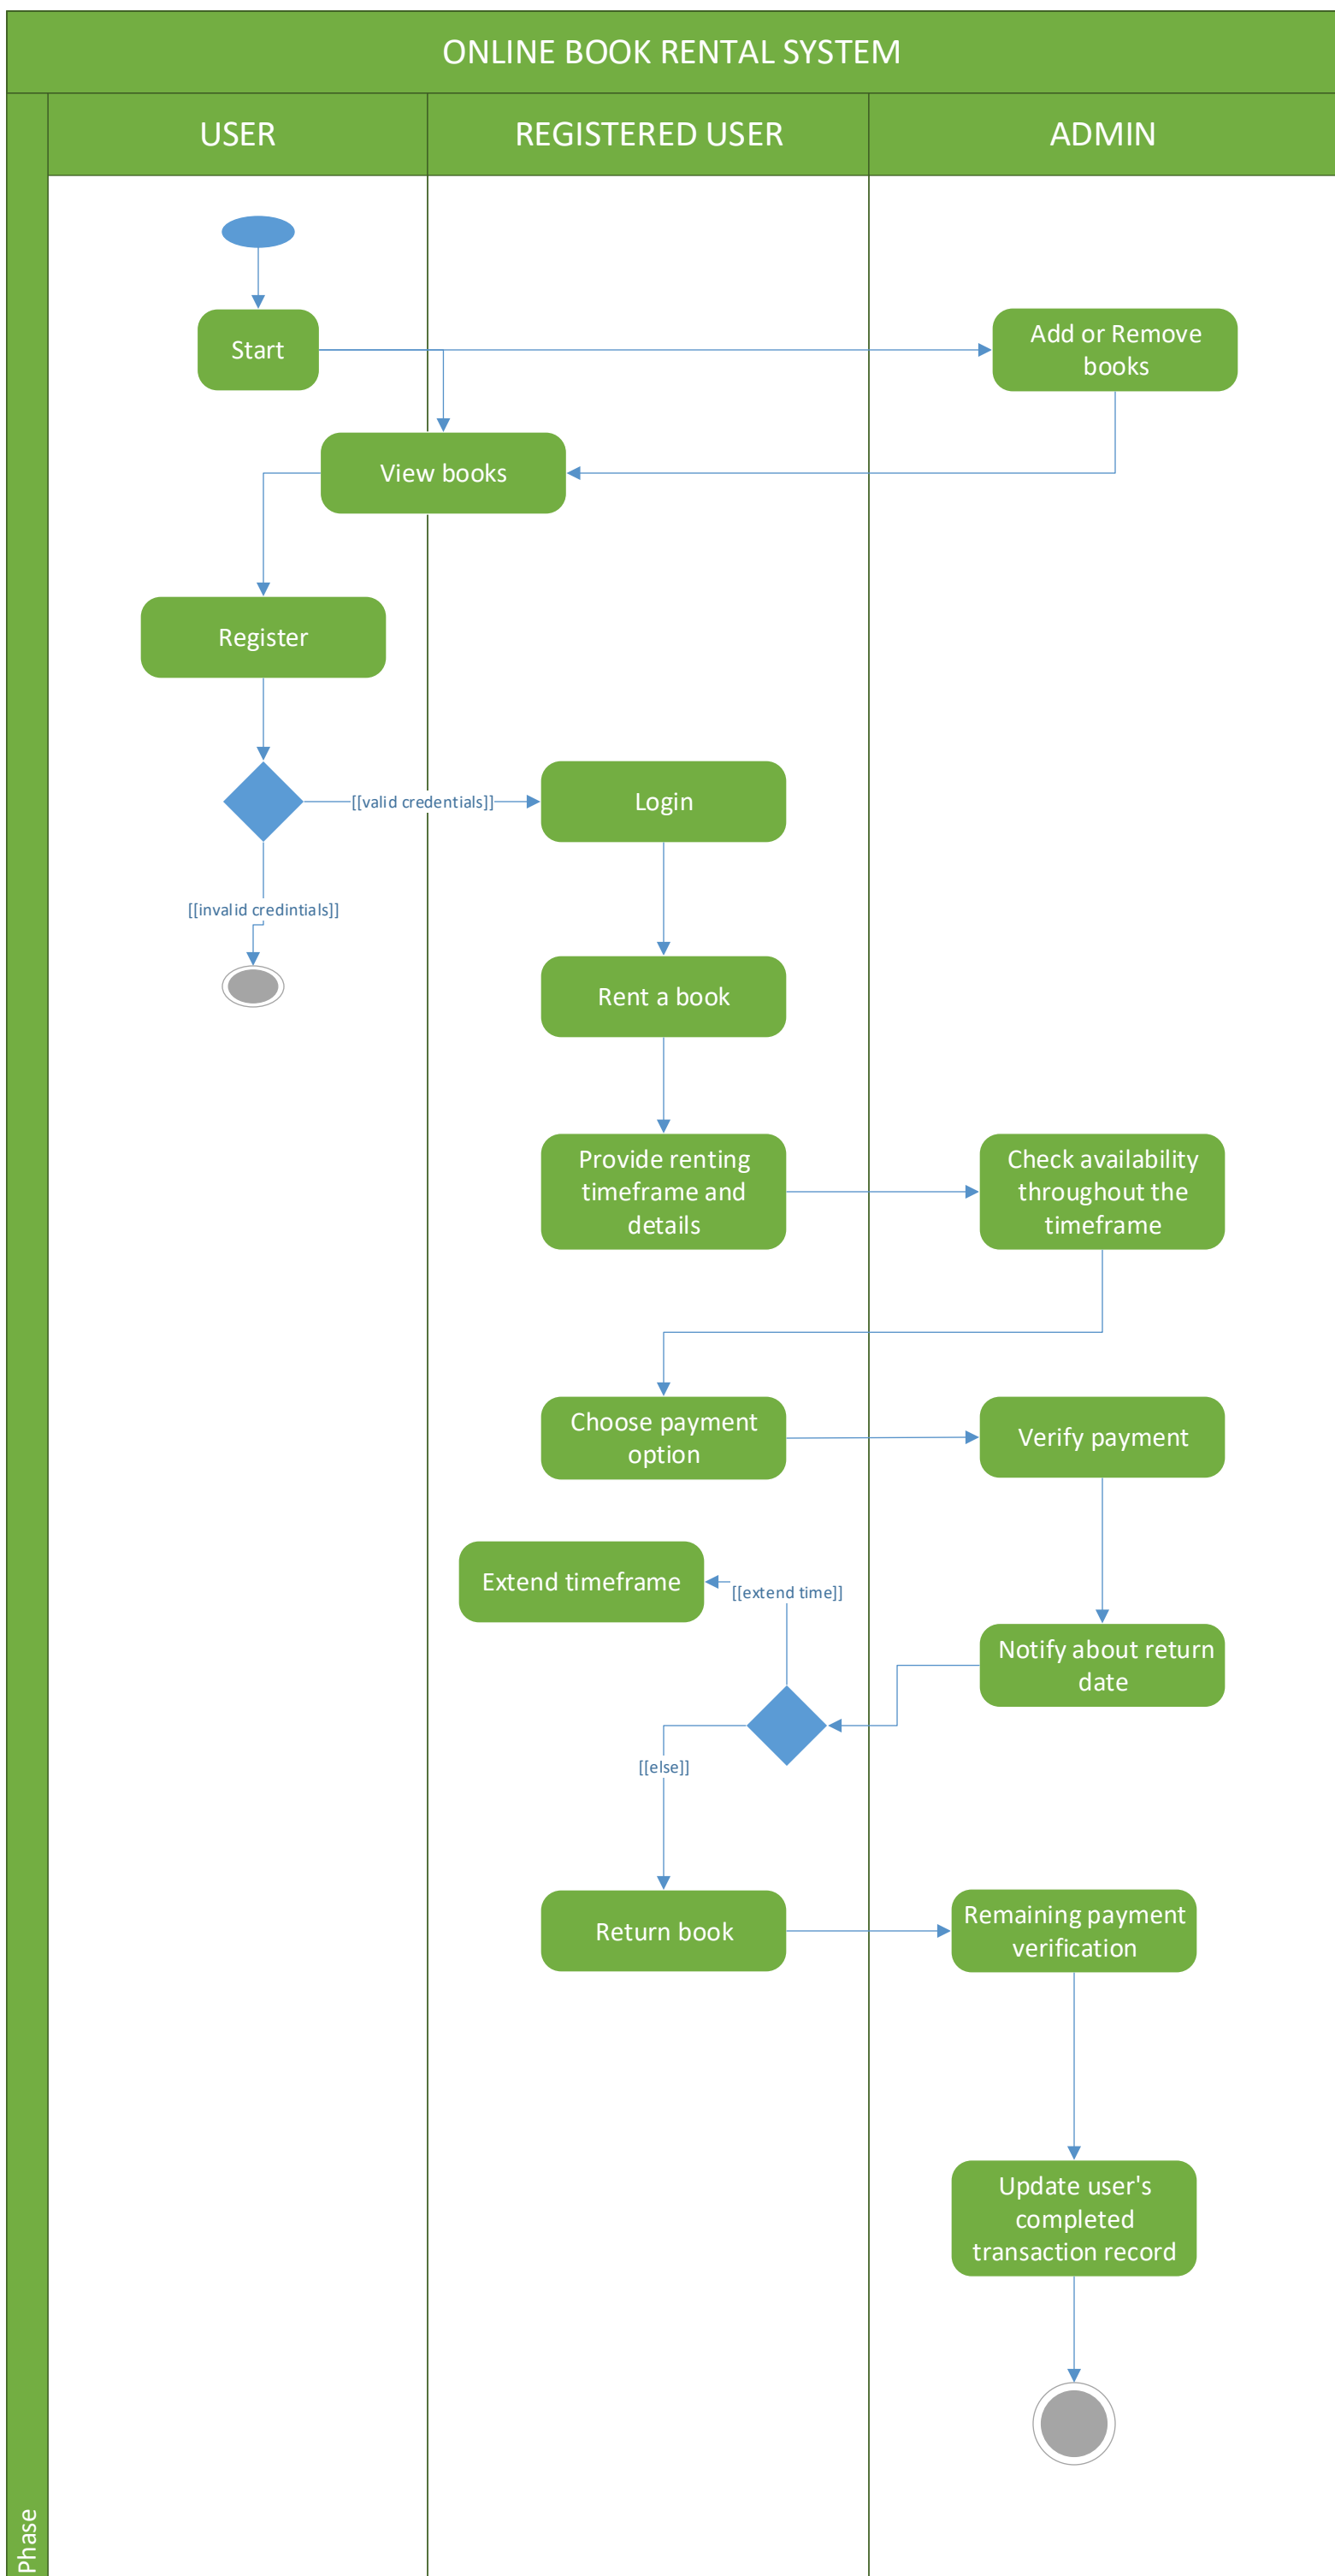 ONLINE BOOK RENTAL SYSTEM
USER
REGISTERED USER
ADMIN
Start
Add or Remove
books
View books
Register
[[valid credentials]]
Login
[[invalid credintials]]
Rent a book
Provide renting
timeframe and
details
Check availability
throughout the
timeframe
Choose payment
option
Verify payment
Extend timeframe
[[extend time]]
Notify about return
date
[[else]]
Return book
Remaining payment
verification
Update user's
completed
transaction record
Phase